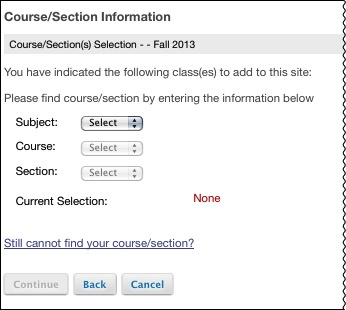 Course/Section Information
Course/Section(s) Selection - - Fall 2013
You have indicated the following class(es) to add to this site:
Please find course/section by entering the information below
Subject: Select
Course: Select
Section: Select
Current Selection: None
Still cannot find your course/section?
Continue Back Cancel